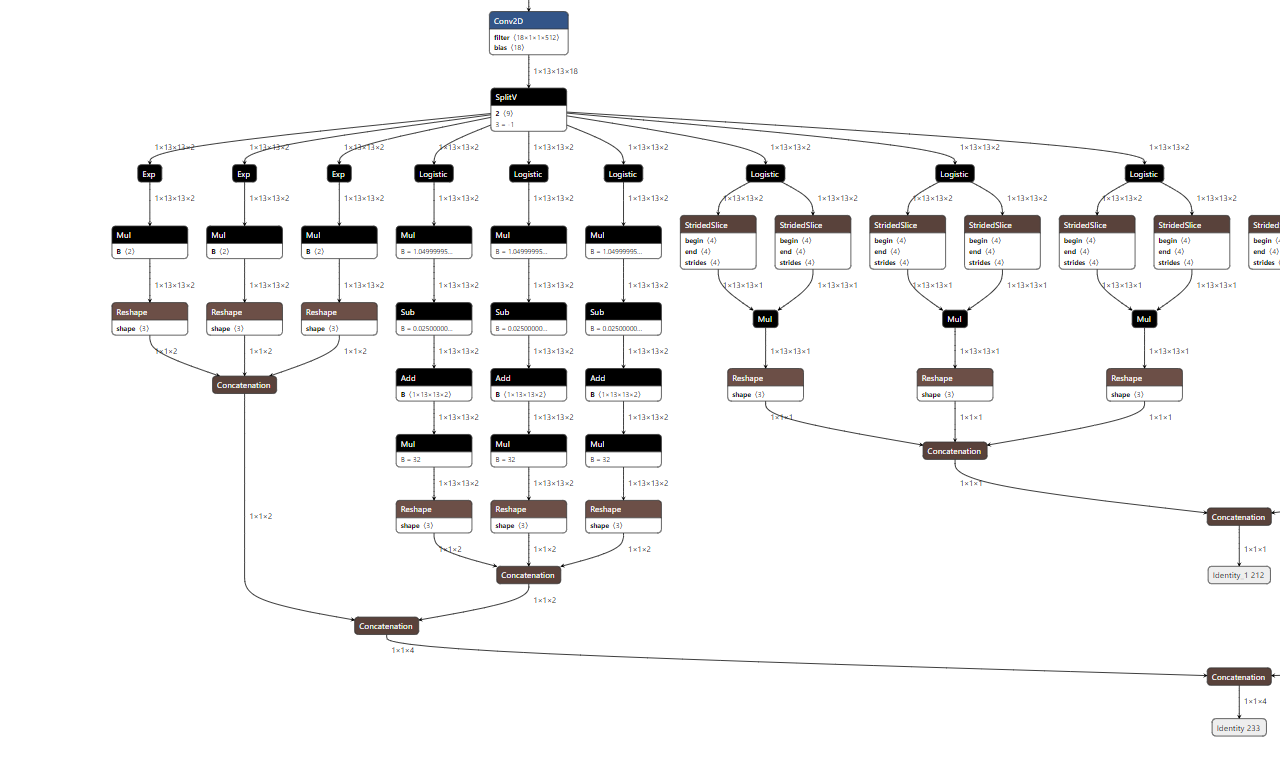 Conv2D
filter ⟨18×1×1×512⟩
bias ⟨18⟩
1×13×13×18
SplitV
2 ⟨9⟩
3 = -1
1×13×13×2 1×13×13×2 1×13×13×2 1×13×13×2 1×13×13×2 1×13×13×2 1×13×13×2 1×13×13×2 1×13×13×2
Exp Exp Exp Logistic Logistic Logistic Logistic Logistic Logistic
1×13×13×2 1×13×13×2 1×13×13×2 1×13×13×2 1×13×13×2 1×13×13×2 1×13×13×2 1×13×13×2 1×13×13×2 1×13×13×2 1×13×13×2 1×13×13×2
StridedSlice StridedSlice StridedSlice StridedSlice StridedSlice StridedSlice StridedS
Mul Mul Mul Mul Mul Mul
begin ⟨4⟩ begin ⟨4⟩ begin ⟨4⟩ begin ⟨4⟩ begin ⟨4⟩ begin ⟨4⟩ begin ⟨4⟩
B ⟨2⟩ B ⟨2⟩ B ⟨2⟩ B = 1.04999995... B = 1.04999995... B = 1.04999995...
end ⟨4⟩ end ⟨4⟩ end ⟨4⟩ end ⟨4⟩ end ⟨4⟩ end ⟨4⟩ end ⟨4⟩
strides ⟨4⟩ strides ⟨4⟩ strides ⟨4⟩ strides ⟨4⟩ strides ⟨4⟩ strides ⟨4⟩ strides ⟨4⟩
1×13×13×2 1×13×13×2 1×13×13×2 1×13×13×2 1×13×13×2 1×13×13×2 1×13×13×1 1×13×13×1 1×13×13×1 1×13×13×1 1×13×13×1 1×13×13×1
Reshape Reshape Reshape Sub Sub Sub
Mul Mul Mul
shape ⟨3⟩ shape ⟨3⟩ shape ⟨3⟩ B = 0.02500000... B = 0.02500000... B = 0.02500000...
1×1×2 1×1×2 1×1×2 1×13×13×2 1×13×13×2 1×13×13×2 1×13×13×1 1×13×13×1 1×13×13×1
Add Add Add Reshape Reshape Reshape
Concatenation
B ⟨1×13×13×2⟩ B ⟨1×13×13×2⟩ B ⟨1×13×13×2⟩ shape ⟨3⟩ shape ⟨3⟩ shape ⟨3⟩
1×13×13×2 1×13×13×2 1×13×13×2 1×1×1 1×1×1 1×1×1
Mul Mul Mul
Concatenation
B = 32 B = 32 B = 32
1×13×13×2 1×13×13×2 1×13×13×2 1×1×1
Reshape Reshape Reshape
1×1×2 Concatenation
shape ⟨3⟩ shape ⟨3⟩ shape ⟨3⟩
1×1×2 1×1×2 1×1×2 1×1×1
Concatenation Identity_1 212
1×1×2
Concatenation
1×1×4
Concatenation
1×1×4
Identity 233